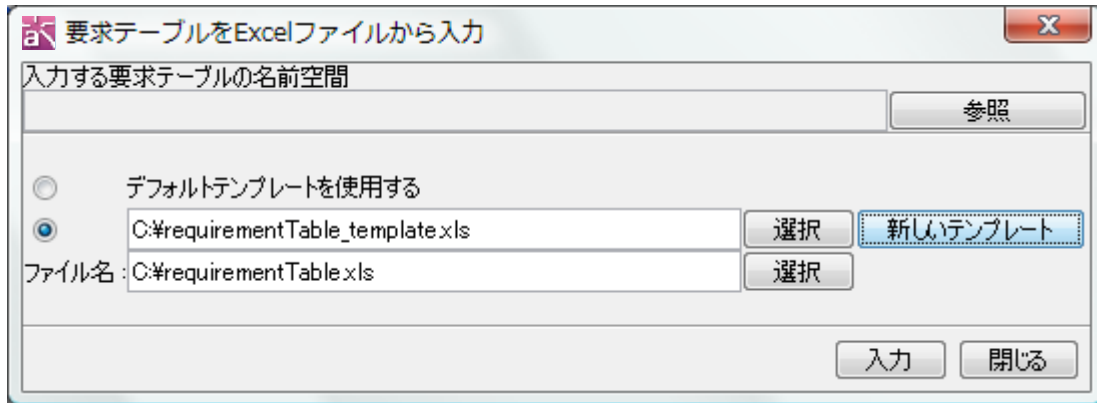 要求テーブルをExcelファイルから入力
入力する要求テーブルの名前空間
参照
デフォルトテンプレートを使用する
C:¥requirementTable_template.xls 選択 新しいテンプレート
ファイル名 : C:¥requirementTable.xls 選択
入力 閉じる